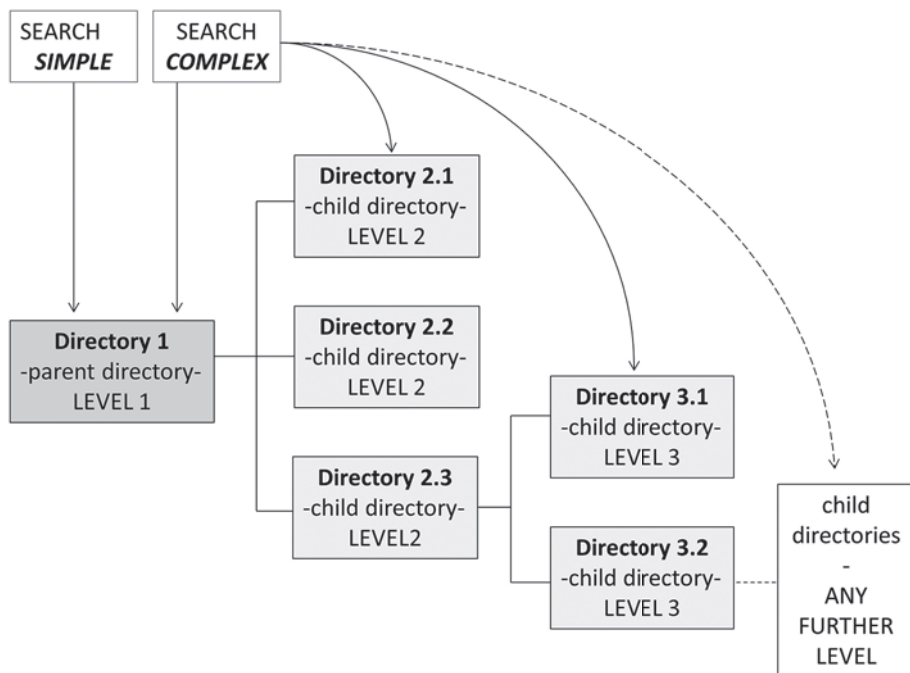 SEARCH
SIMPLE
SEARCH
COMPLEX
Directory 2.1
-child directory-
LEVEL 2
Directory 1
-parent directory-
LEVEL 1
Directory 2.2
-child directory-
LEVEL 2
Directory 2.3
-child directory-
LEVEL2
Directory 3.1
-child directory-
LEVEL 3
Directory 3.2
-child directory-
LEVEL 3
child
directories
-
ANY
FURTHER
LEVEL